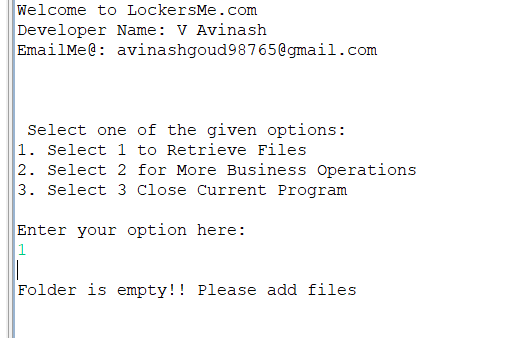 Welcome to LockersMe.com
Developer Name: V Avinash
EmailMe@: avinashgoud98765@gmail.com
Select one of the given options:
1. Select 1 to Retrieve Files
2. Select 2 for More Business Operations
3. Select 3 Close Current Program
Enter your option here:
1
Folder is empty!! Please add files